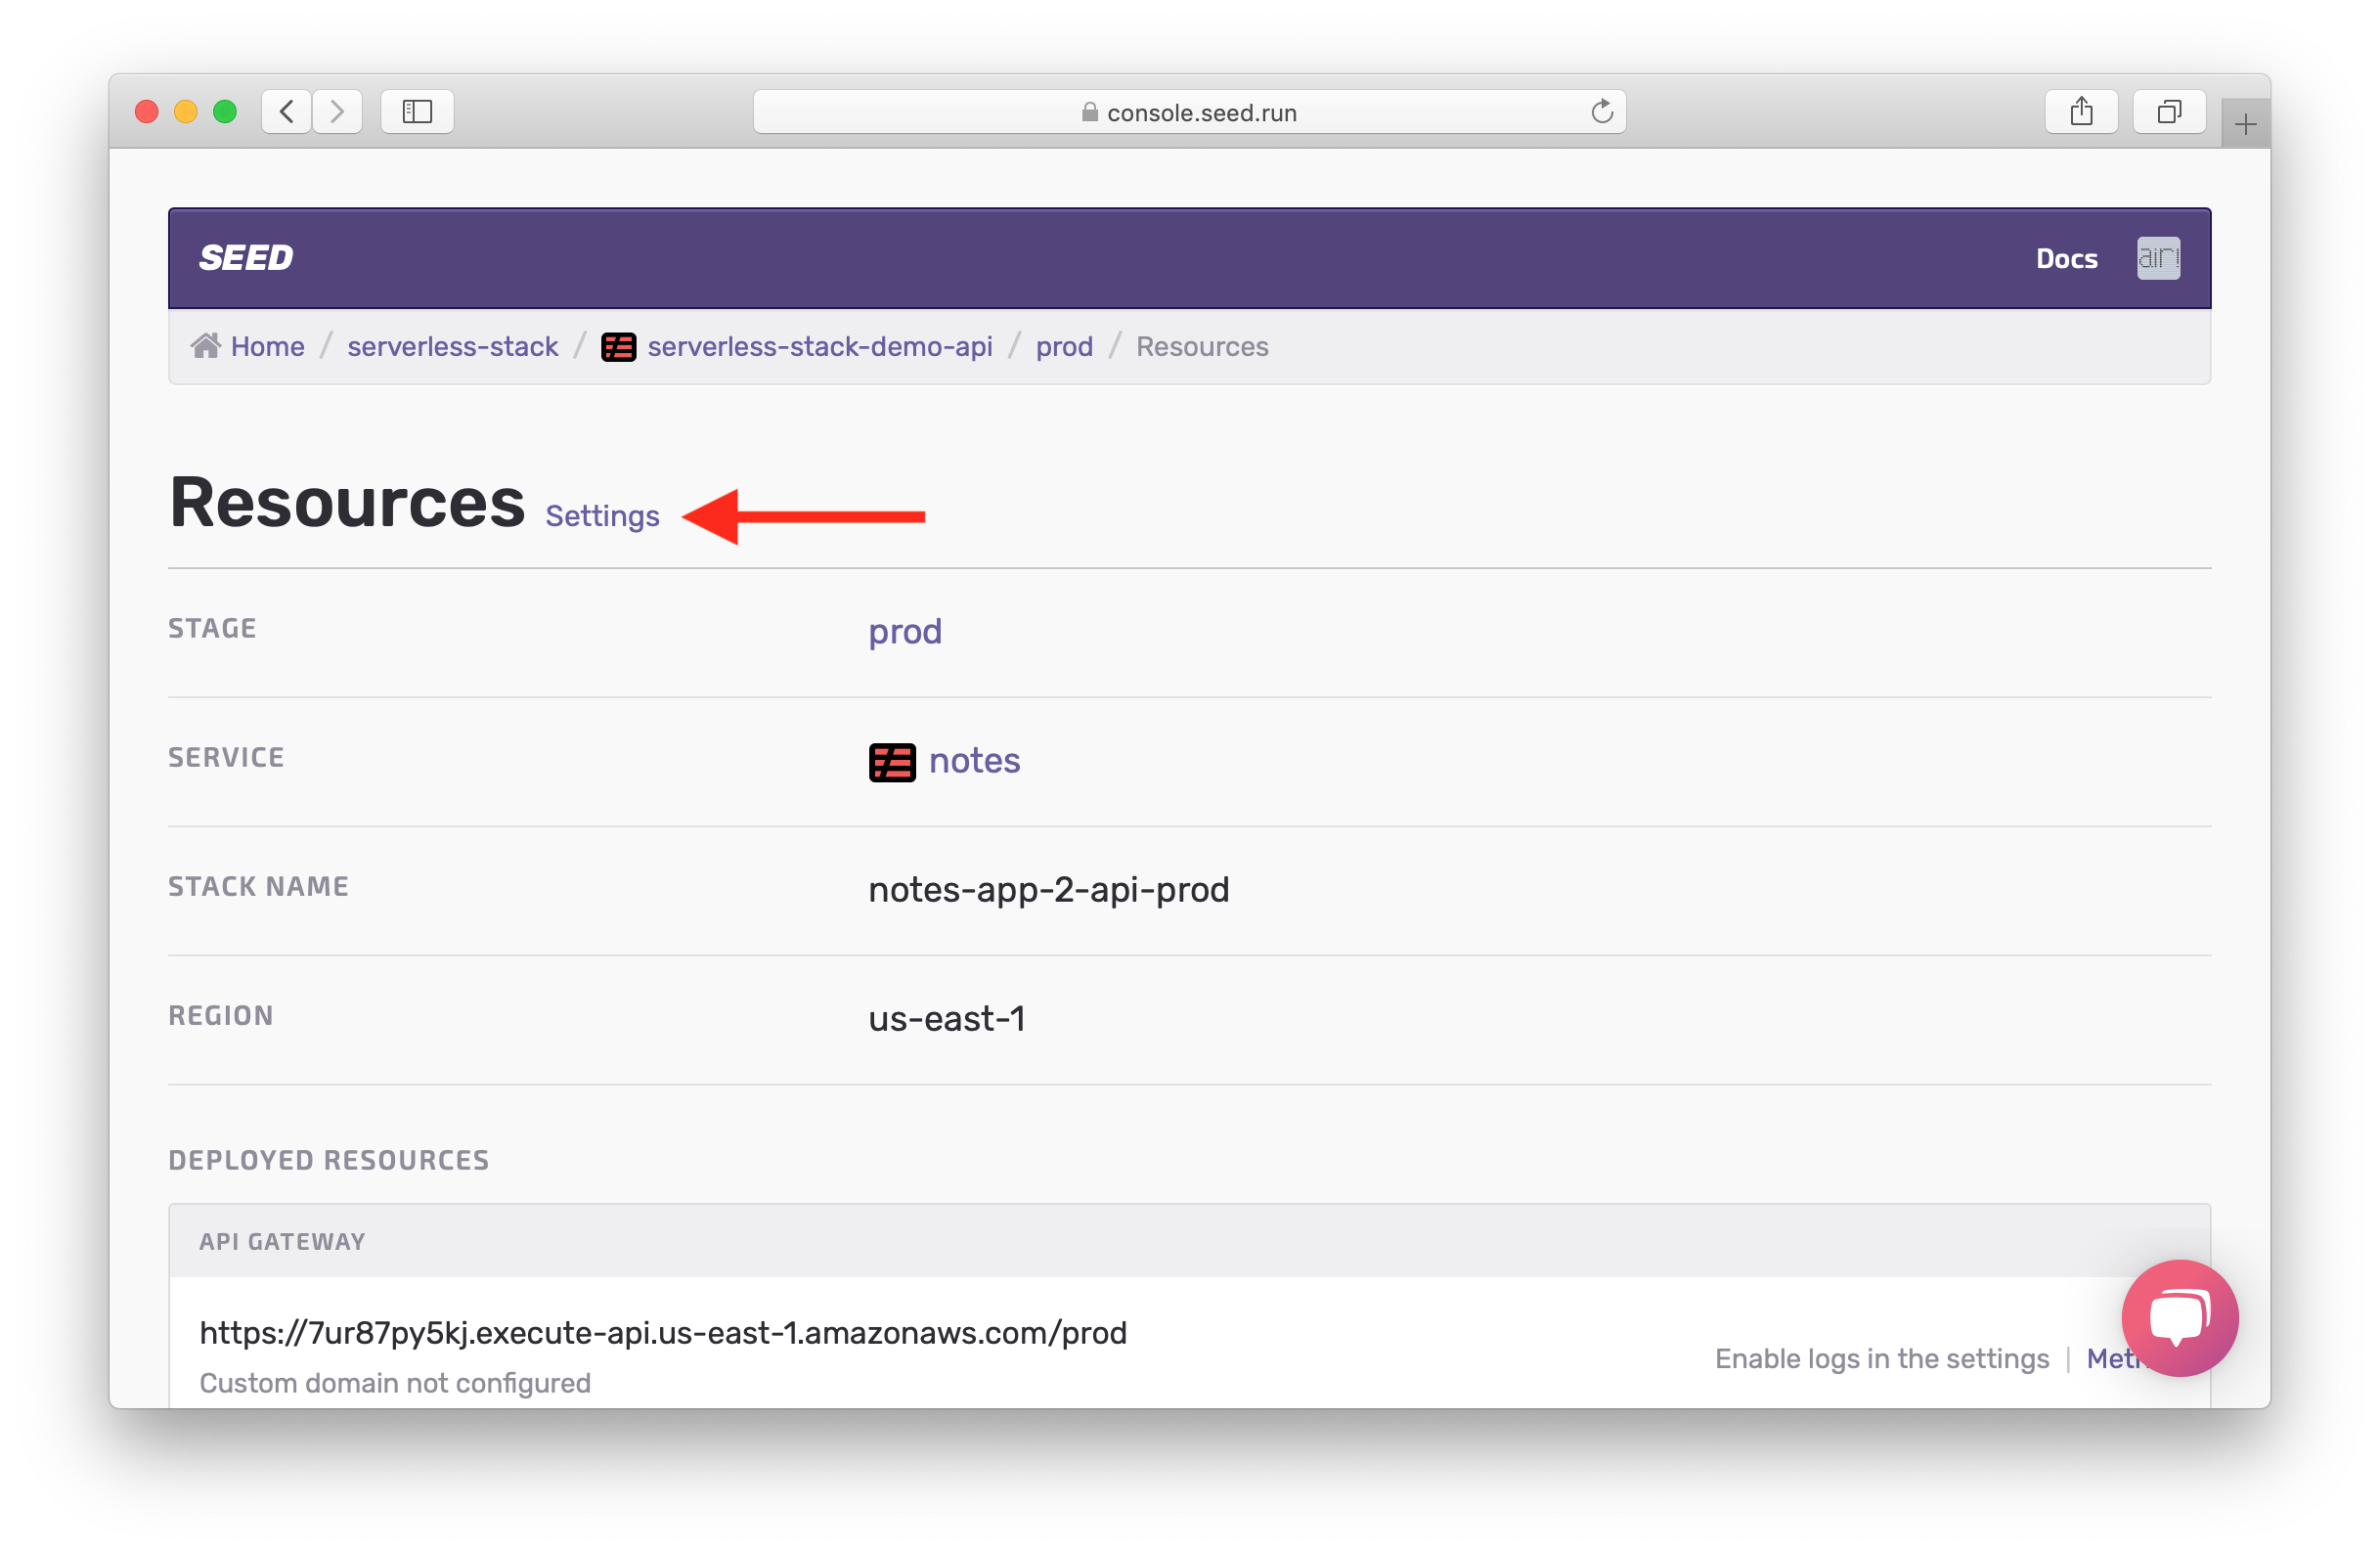 console.seed.run
SEED
Docs
Home / serverless-stack / serverless-stack-demo-api / prod / Resources
Resources Settings
STAGE
prod
SERVICE
notes
STACK NAME
notes-app-2-api-prod
REGION
us-east-1
DEPLOYED RESOURCES
API GATEWAY
https://7ur87py5kj.execute-api.us-east-1.amazonaws.com/prod
Enable logs in the settings |
Custom domain not configured